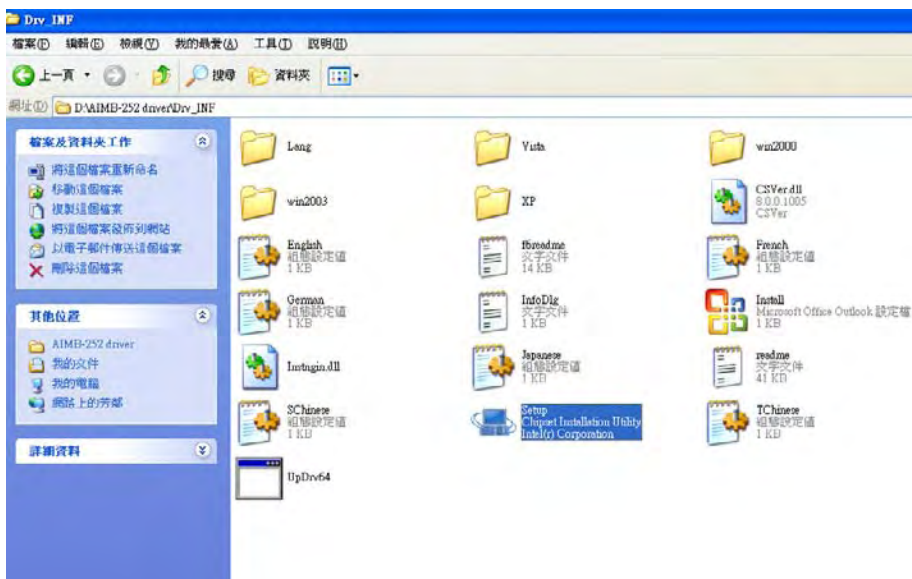 Drv_INF
檔案(F) 編輯(E) 檢視(V) 我的最愛(A) 工具(T) 說明(H)
上一頁 搜尋 資料夾
網址(D) D:\AIMB-252 driver\Drv_INF
檔案及資料夾工作
將這個檔案重新命名
移動這個檔案
複製這個檔案
將這個檔案發佈到網站
以電子郵件傳送這個檔案
刪除這個檔案
其他位置
AIMB-252 driver
我的文件
我的電腦
網路上的芳鄰
詳細資料
Lang
Vista
win2000
win2003
XP
CSVer.dll
8.0.0.1005
CSVer
English
組態設定值
1 KB
fbreadme
文字文件
14 KB
French
組態設定值
1 KB
German
組態設定值
1 KB
InfoDlg
文字文件
1 KB
Install
Microsoft Office Outlook 設定檔
1 KB
Instngin.dll
Japanese
組態設定值
1 KB
readme
文字文件
41 KB
SChinese
組態設定值
1 KB
Setup
Chipset Installation Utility
Intel(r) Corporation
TChinese
組態設定值
1 KB
UpDrv64